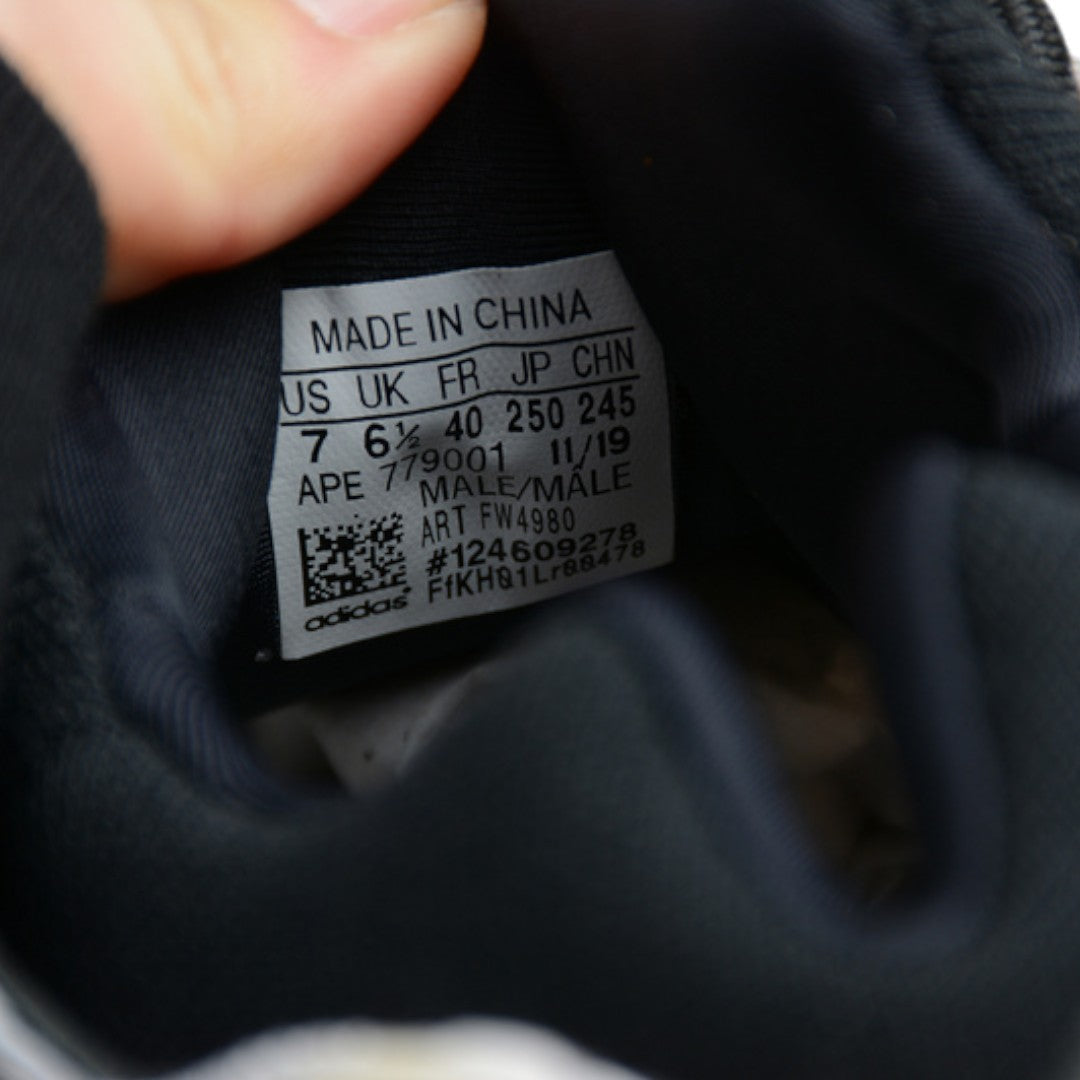 MADE IN CHINA
US UK FR JP CHN
7 6½ 40 250 245
APE 779001 11/19
MALE/MÂLE
ART FW4980
#124609278
FfKH01Lr08478
adidas